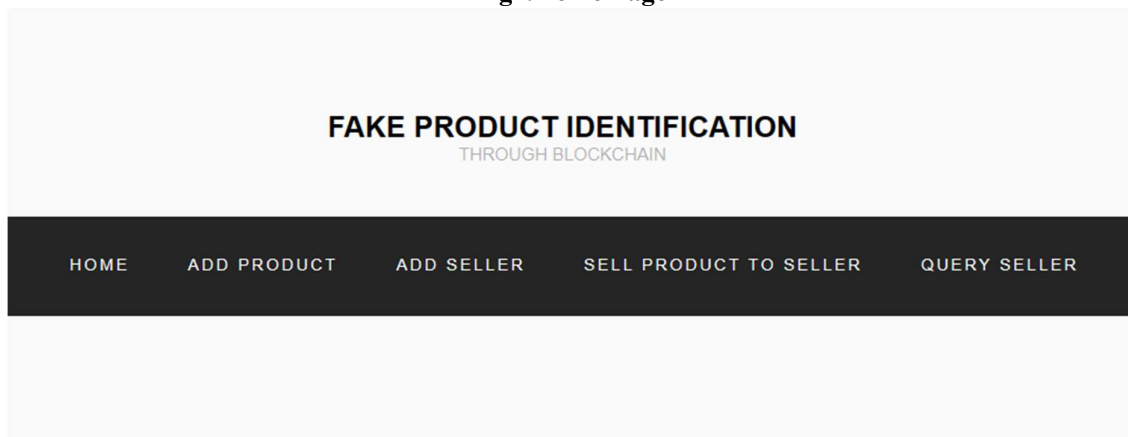 FAKE PRODUCT IDENTIFICATION
THROUGH BLOCKCHAIN
HOME ADD PRODUCT ADD SELLER SELL PRODUCT TO SELLER QUERY SELLER